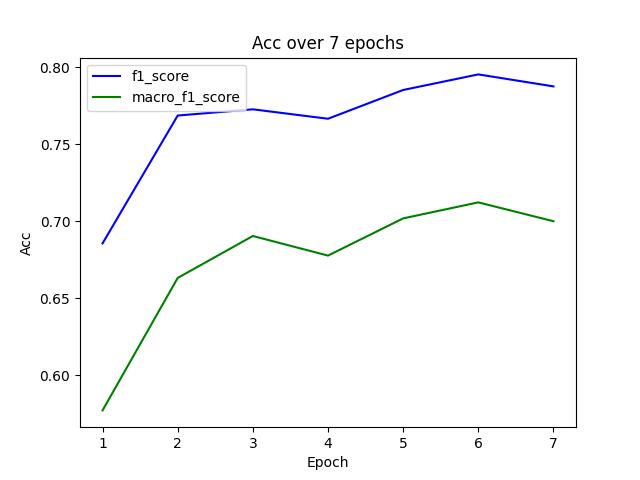 Acc over 7 epochs
f1_score
macro_f1_score
0.80
0.75
0.70
0.65
0.60
Acc
1 2 3 4 5 6 7
Epoch